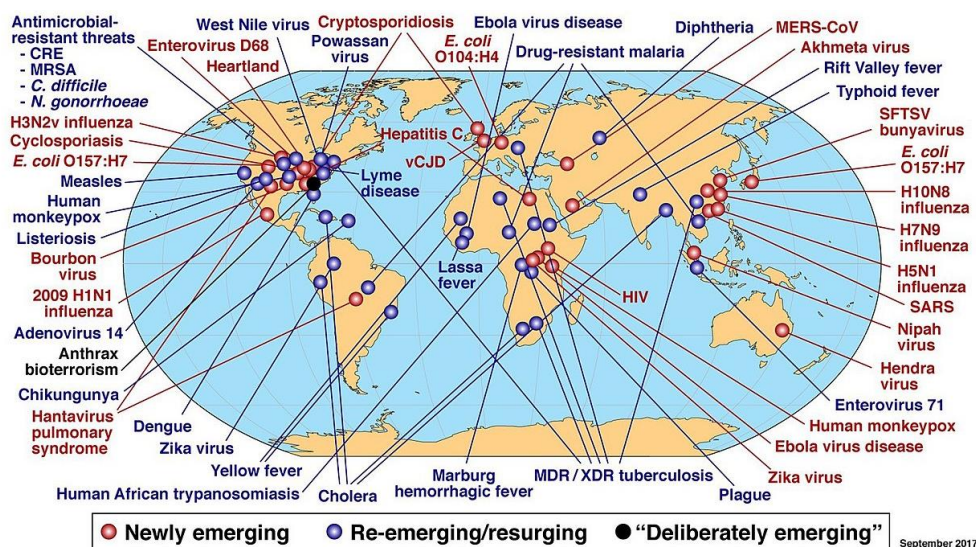 Antimicrobial-
resistant threats
- CRE
- MRSA
- C. difficile
- N. gonorrhoeae
West Nile virus
Enterovirus D68
Heartland
Cryptosporidiosis
Powassan
virus
E. coli
O104:H4
Ebola virus disease
Drug-resistant malaria
Diphtheria
MERS-CoV
Akhmeta virus
Rift Valley fever
Typhoid fever
SFTSV
bunyavirus
E. coli
O157:H7
H10N8
influenza
H7N9
influenza
H5N1
influenza
SARS
Nipah
virus
Hendra
virus
Enterovirus 71
Human monkeypox
Ebola virus disease
Zika virus
Plague
MDR / XDR tuberculosis
Marburg
hemorrhagic fever
Cholera
Human African trypanosomiasis
Yellow fever
Zika virus
Dengue
Hantavirus
pulmonary
syndrome
Chikungunya
Anthrax
bioterrorism
Adenovirus 14
2009 H1N1
influenza
Bourbon
virus
Listeriosis
Human
monkeypox
Measles
E. coli O157:H7
Cyclosporiasis
H3N2v influenza
Hepatitis C
vCJD
Lyme
disease
Lassa
fever
HIV
Newly emerging
Re-emerging/resurging
“Deliberately emerging”
September 2017